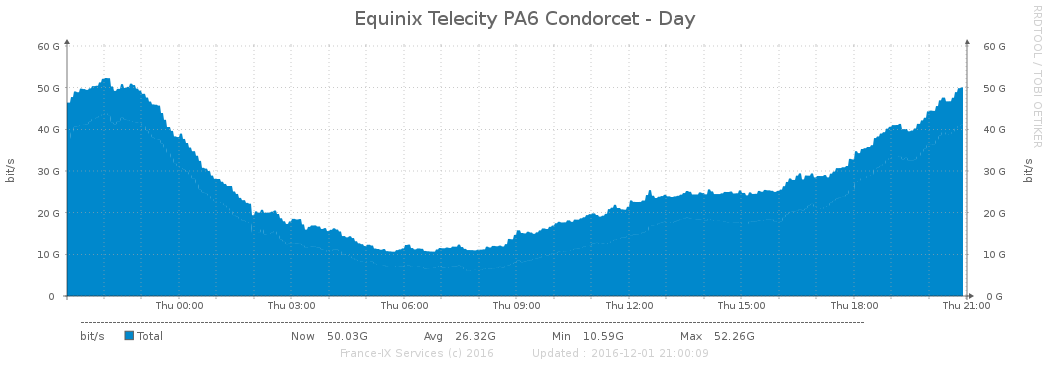 Equinix Telecity PA6 Condorcet - Day
RRDTOOL / TOBI OETIKER
bit/s
60 G
50 G
40 G
30 G
20 G
10 G
0
60 G
50 G
40 G
30 G
20 G
10 G
0 G
bit/s
Thu 00:00 Thu 03:00 Thu 06:00 Thu 09:00 Thu 12:00 Thu 15:00 Thu 18:00 Thu 21:00
bit/s Total Now 50.03G Avg 26.32G Min 10.59G Max 52.26G
France-IX Services (c) 2016 Updated : 2016-12-01 21:00:09